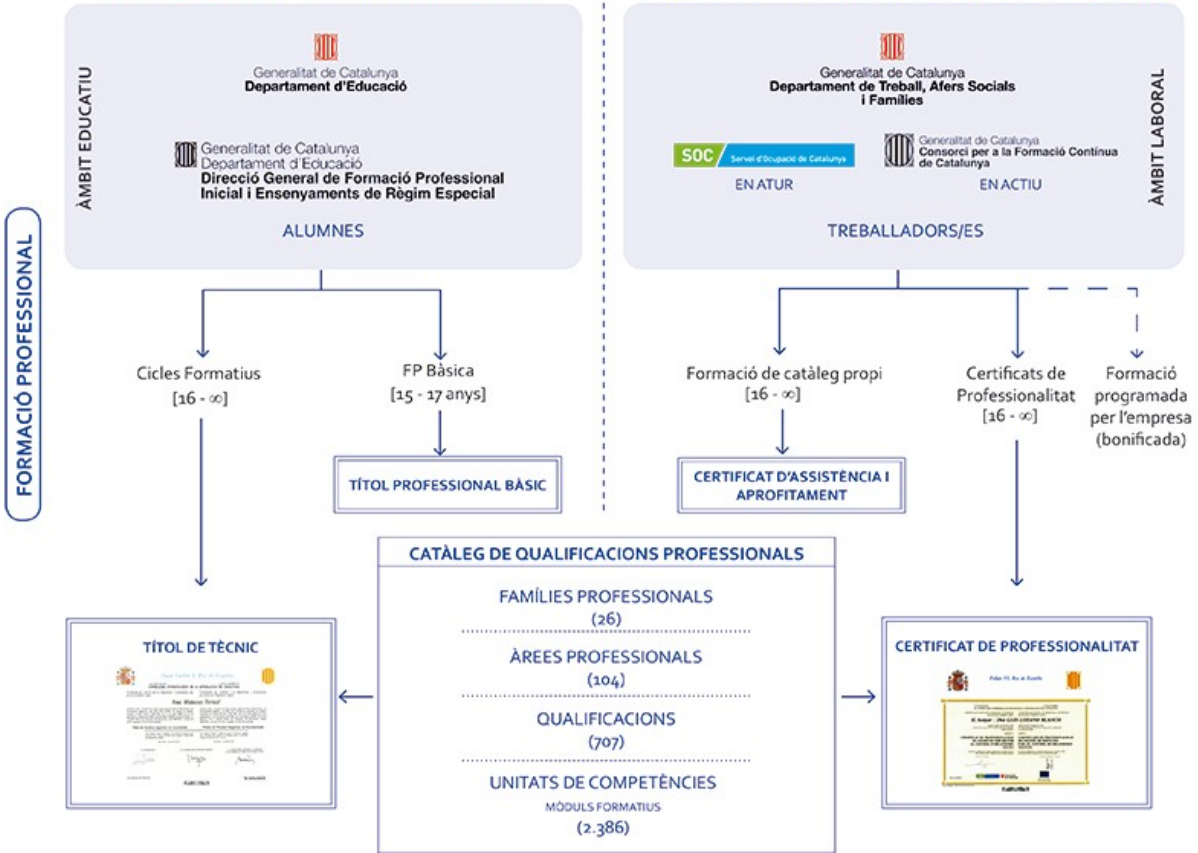 FORMACIÓ PROFESSIONAL
ÀMBIT EDUCATIU
Generalitat de Catalunya
Departament d'Educació
Generalitat de Catalunya
Departament d'Educació
Direcció General de Formació Professional
Inicial i Ensenyaments de Règim Especial
ALUMNES
Generalitat de Catalunya
Departament de Treball, Afers Socials
i Famílies
ÀMBIT LABORAL
SOC
Servei d'Ocupació de Catalunya
EN ATUR
Generalitat de Catalunya
Consorci per a la Formació Contínua
de Catalunya
EN ACTIU
TREBALLADORS/ES
Cicles Formatius
[16 - ∞]
FP Bàsica
[15 - 17 anys]
Formació de catàleg propi
[16 - ∞]
Certificats de
Professionalitat
[16 - ∞]
Formació
programada
per l'empresa
(bonificada)
TÍTOL PROFESSIONAL BÀSIC
CERTIFICAT D'ASSISTÈNCIA I
APROFITAMENT
CATÀLEG DE QUALIFICACIONS PROFESSIONALS
FAMÍLIES PROFESSIONALS
(26)
ÀREES PROFESSIONALS
(104)
QUALIFICACIONS
(707)
UNITATS DE COMPETÈNCIES
MÒDULS FORMATIUS
(2.386)
TÍTOL DE TÈCNIC
CERTIFICAT DE PROFESSIONALITAT